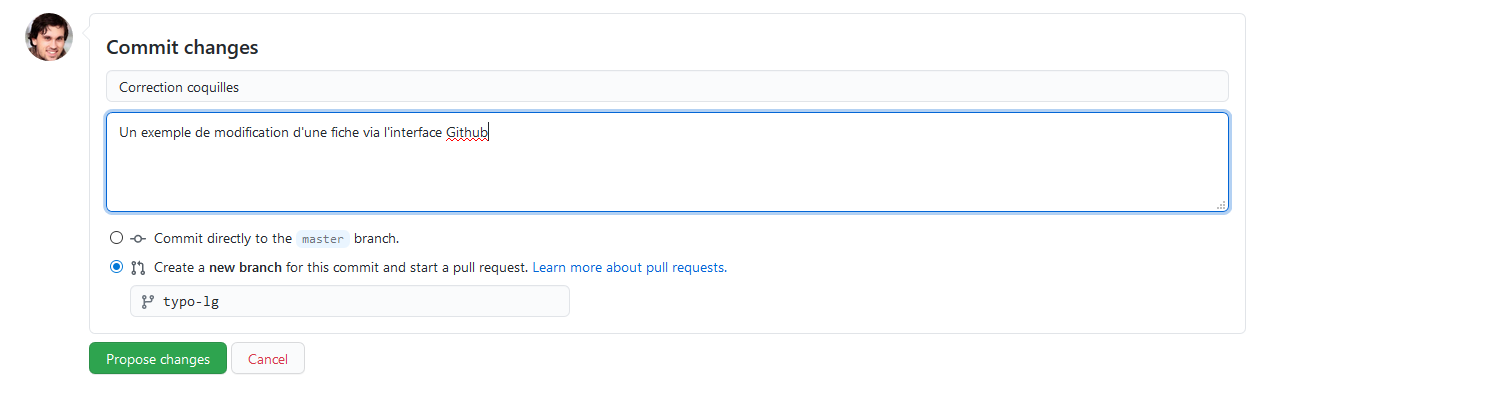 Commit changes
Correction coquilles
Un exemple de modification d'une fiche via l'interface Github
Commit directly to the master branch.
Create a new branch for this commit and start a pull request. Learn more about pull requests.
typo-lg
Propose changes
Cancel